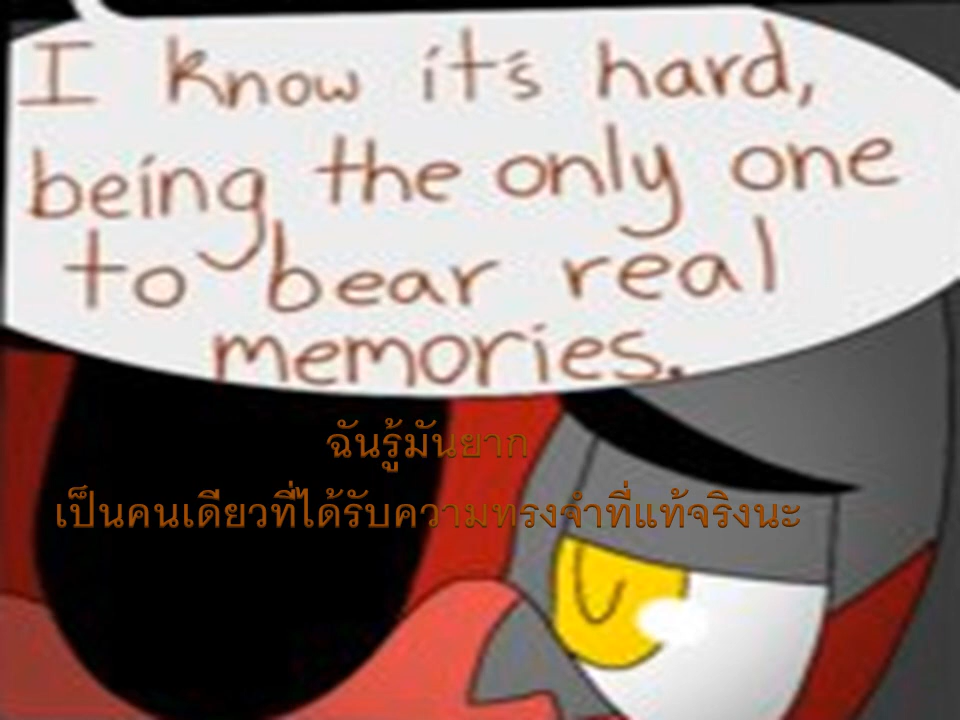 I know it's hard,
being the only one
to bear real
memories.
ฉันรู้มันยาก
เป็นคนเดียวที่ได้รับความทรงจำที่แท้จริงนะ